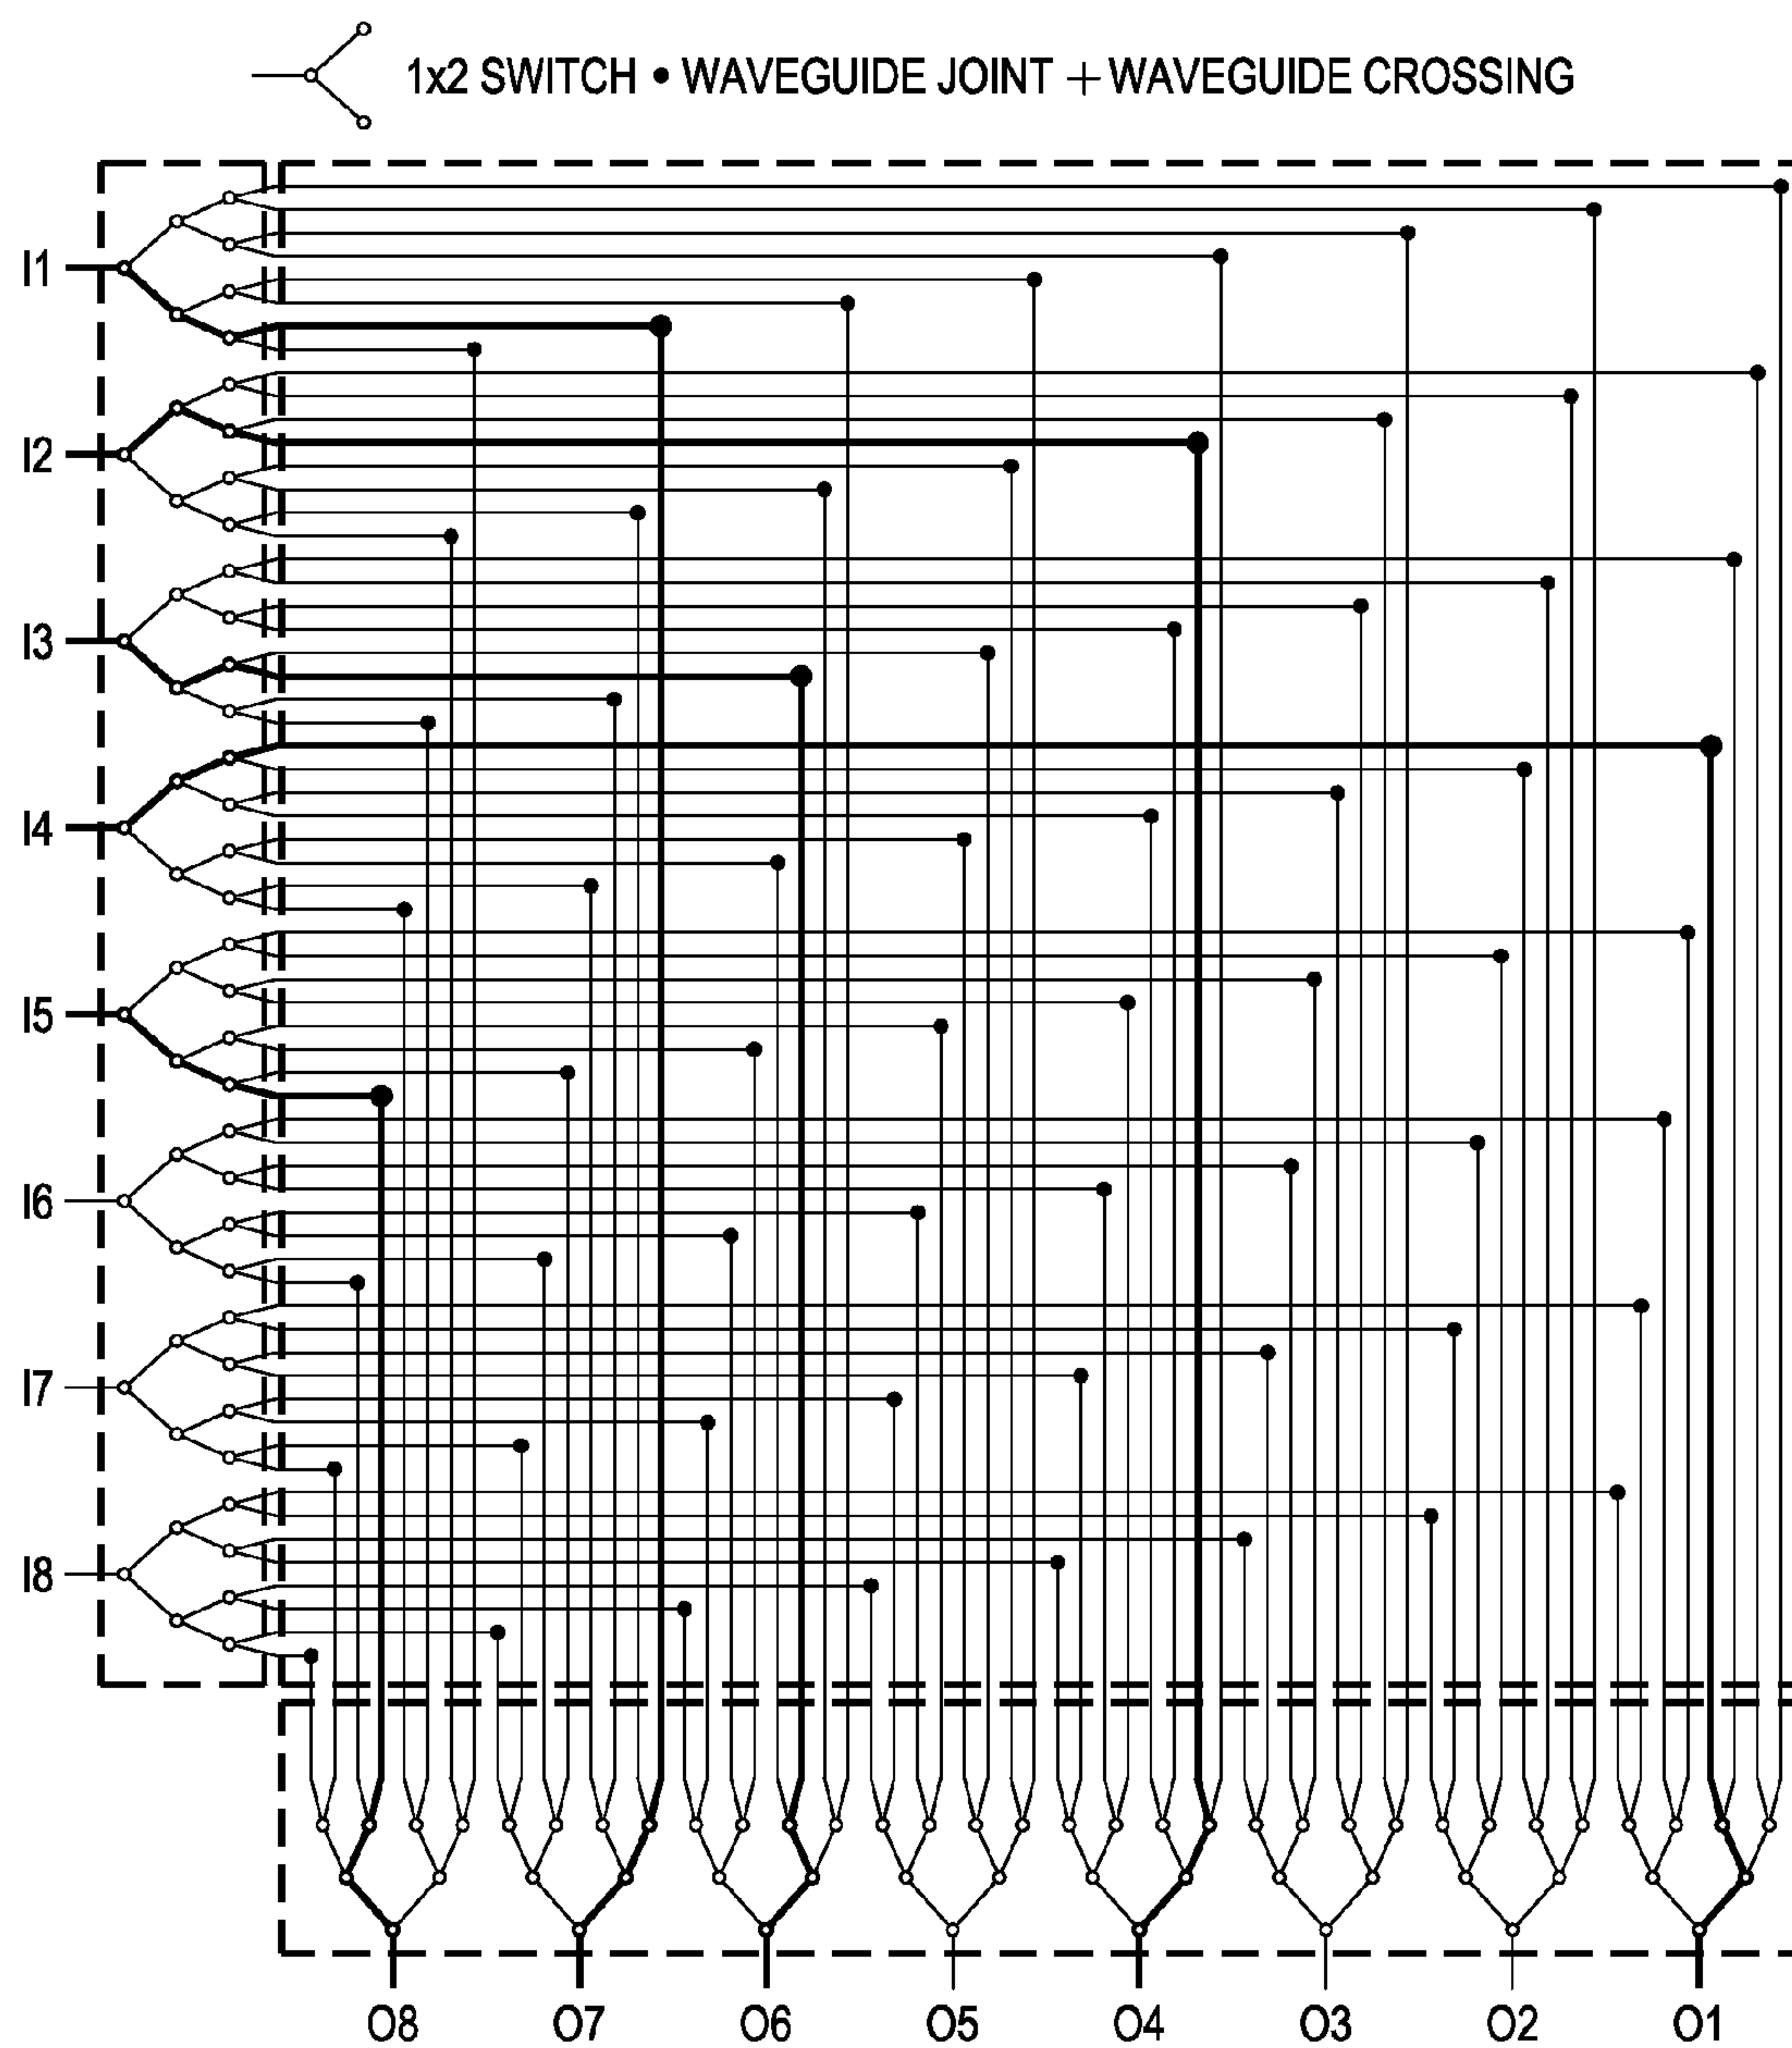 1x2 SWITCH • WAVEGUIDE JOINT + WAVEGUIDE CROSSING
I1
I2
I3
I4
I5
I6
I7
I8
O8 O7 O6 O5 O4 O3 O2 O1